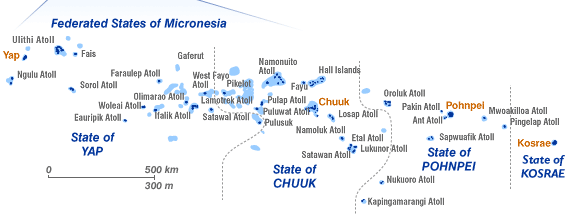 Federated States of Micronesia
Ulithi Atoll
Yap
Fais
Gaferut
Namonuito
Atoll
Hall Islands
Ngulu Atoll
Sorol Atoll
Faraulep Atoll
West Fayo
Atoll
Pikelot
Fayu
Oroluk Atoll
Olimarao Atoll
Lamotrek Atoll
Pulap Atoll
Chuuk
Pakin Atoll
Pohnpei
Mwoakilloa Atoll
Woleai Atoll
Ifalik Atoll
Satawal Atoll
Puluwat Atoll
Losap Atoll
Ant Atoll
Pingelap Atoll
Eauripik Atoll
Pulusuk
Namoluk Atoll
Etal Atoll
Sapwuafik Atoll
Kosrae
State of
YAP
Satawan Atoll
Lukunor Atoll
State of
POHNPEI
State of
KOSRAE
0 500 km
300 m
State of
CHUUK
Nukuoro Atoll
Kapingamarangi Atoll